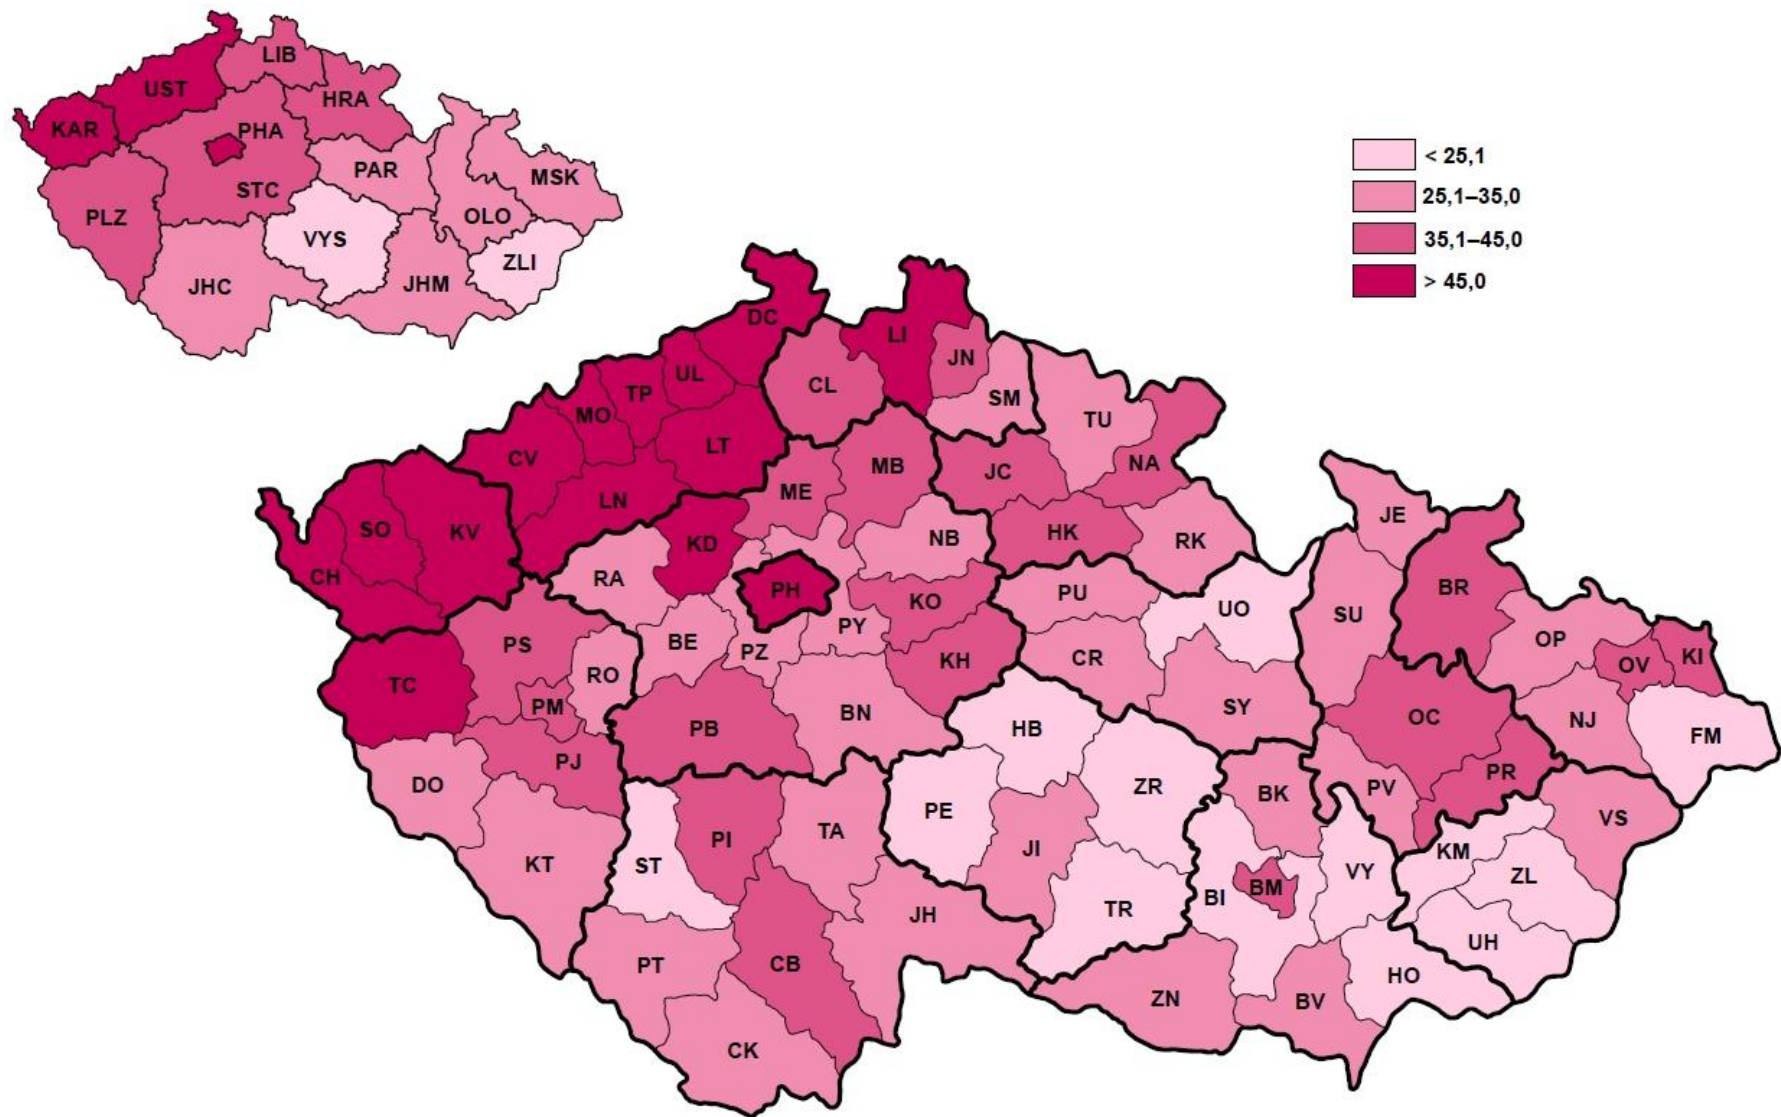 LIB
UST
HRA
KAR
PHA
PAR
MSK
STC
PLZ
OLO
VYS
ZLI
JHC
JHM
< 25,1
25,1–35,0
35,1–45,0
> 45,0
DC
LI
JN
UL
TP
CL
SM
MO
TU
LT
CV
MB
NA
JC
ME
LN
JE
SO
KV
HK
NB
KD
RK
CH
RA
PH
BR
PU
KO
UO
SU
PY
OP
BE
PS
PZ
CR
KH
OV
KI
RO
TC
PM
SY
BN
OC
NJ
PB
HB
FM
PJ
PR
DO
ZR
PV
BK
PE
VS
TA
PI
JI
KM
KT
ST
VY
ZL
BM
BI
TR
JH
UH
PT
CB
HO
ZN
BV
CK